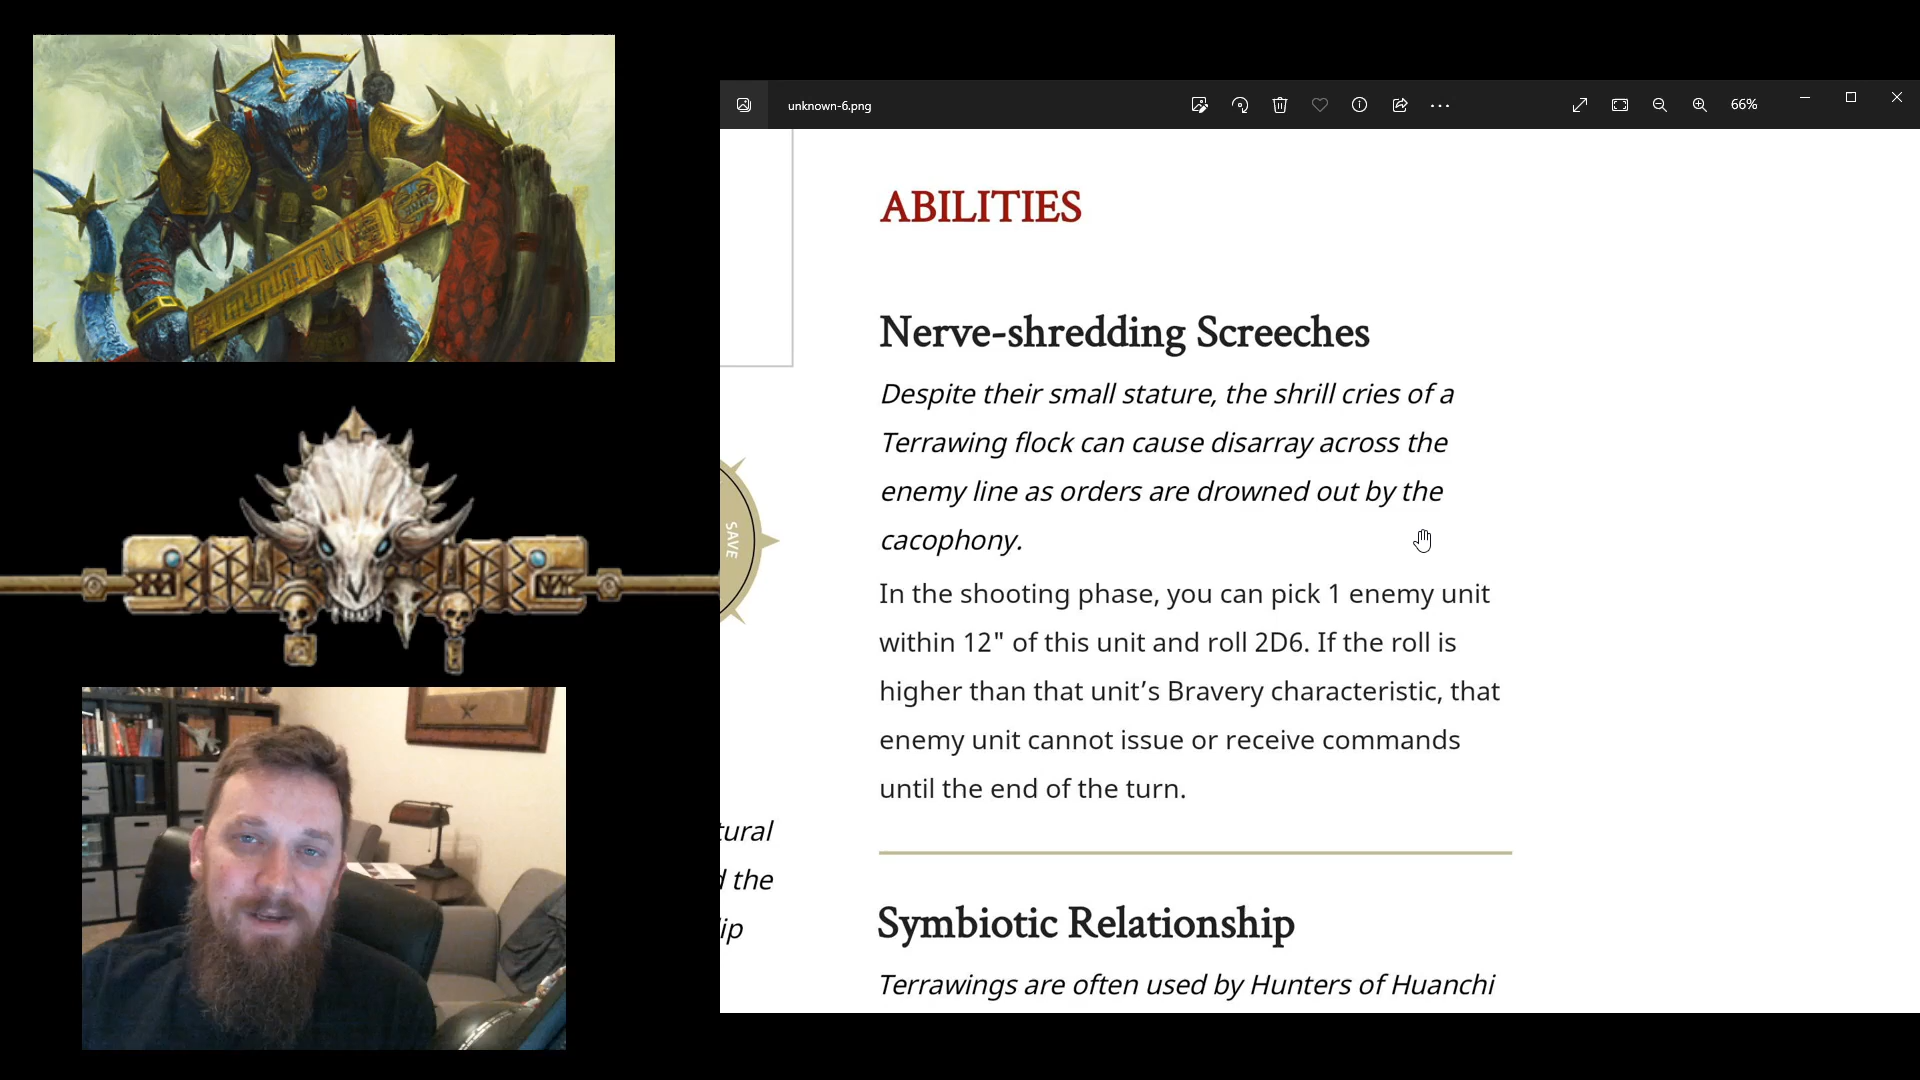 unknown-6.png
66%
ABILITIES
Nerve-shredding Screeches
Despite their small stature, the shrill cries of a
Terrawing flock can cause disarray across the
enemy line as orders are drowned out by the
cacophony.
In the shooting phase, you can pick 1 enemy unit
within 12" of this unit and roll 2D6. If the roll is
higher than that unit’s Bravery characteristic, that
enemy unit cannot issue or receive commands
until the end of the turn.
SAVE
tural
d the
ip
Symbiotic Relationship
Terrawings are often used by Hunters of Huanchi